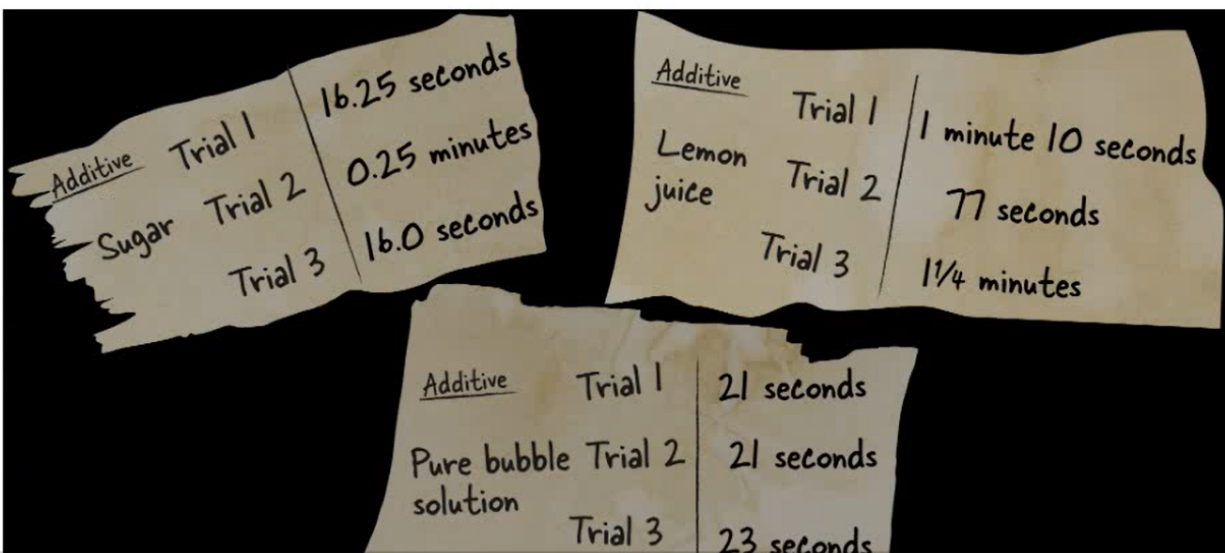 Additive Trial 1 16.25 seconds
Sugar Trial 2 0.25 minutes
Trial 3 16.0 seconds
Additive Trial 1 1 minute 10 seconds
Lemon juice Trial 2 77 seconds
Trial 3 1 1/4 minutes
Additive Trial 1 21 seconds
Pure bubble Trial 2 21 seconds
solution
Trial 3 23 seconds